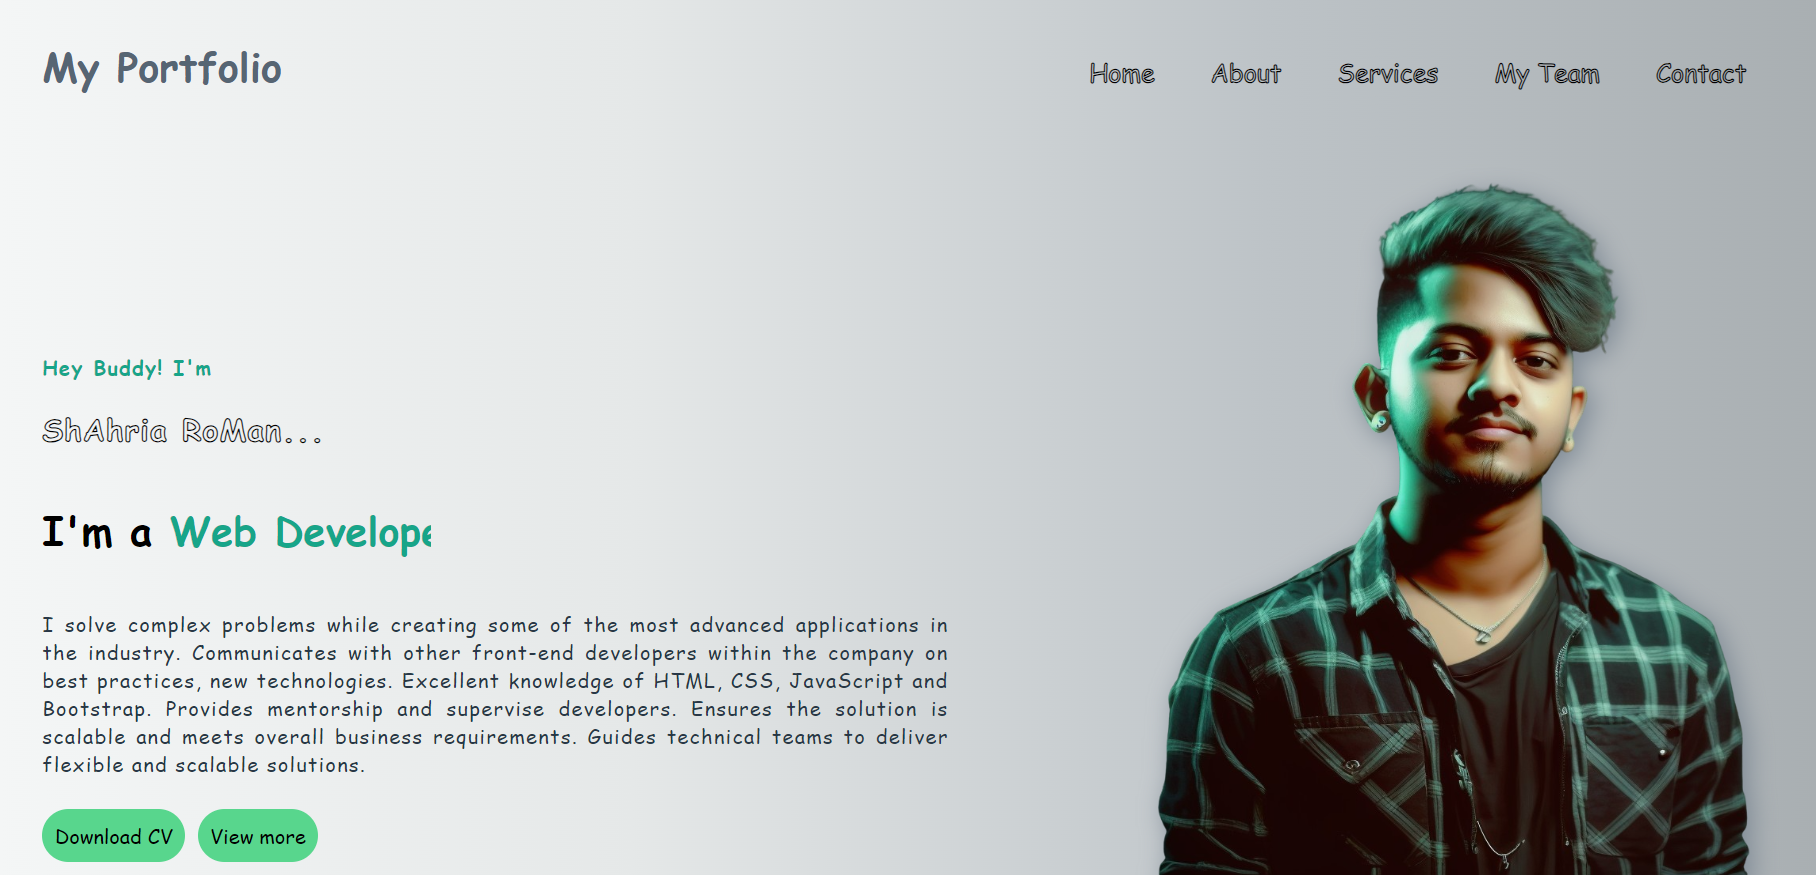 My Portfolio
Home About Services My Team Contact
Hey Buddy! I'm
ShAhria RoMan...
I'm a Web Develope
I solve complex problems while creating some of the most advanced applications in
the industry. Communicates with other front-end developers within the company on
best practices, new technologies. Excellent knowledge of HTML, CSS, JavaScript and
Bootstrap. Provides mentorship and supervise developers. Ensures the solution is
scalable and meets overall business requirements. Guides technical teams to deliver
flexible and scalable solutions.
Download CV View more